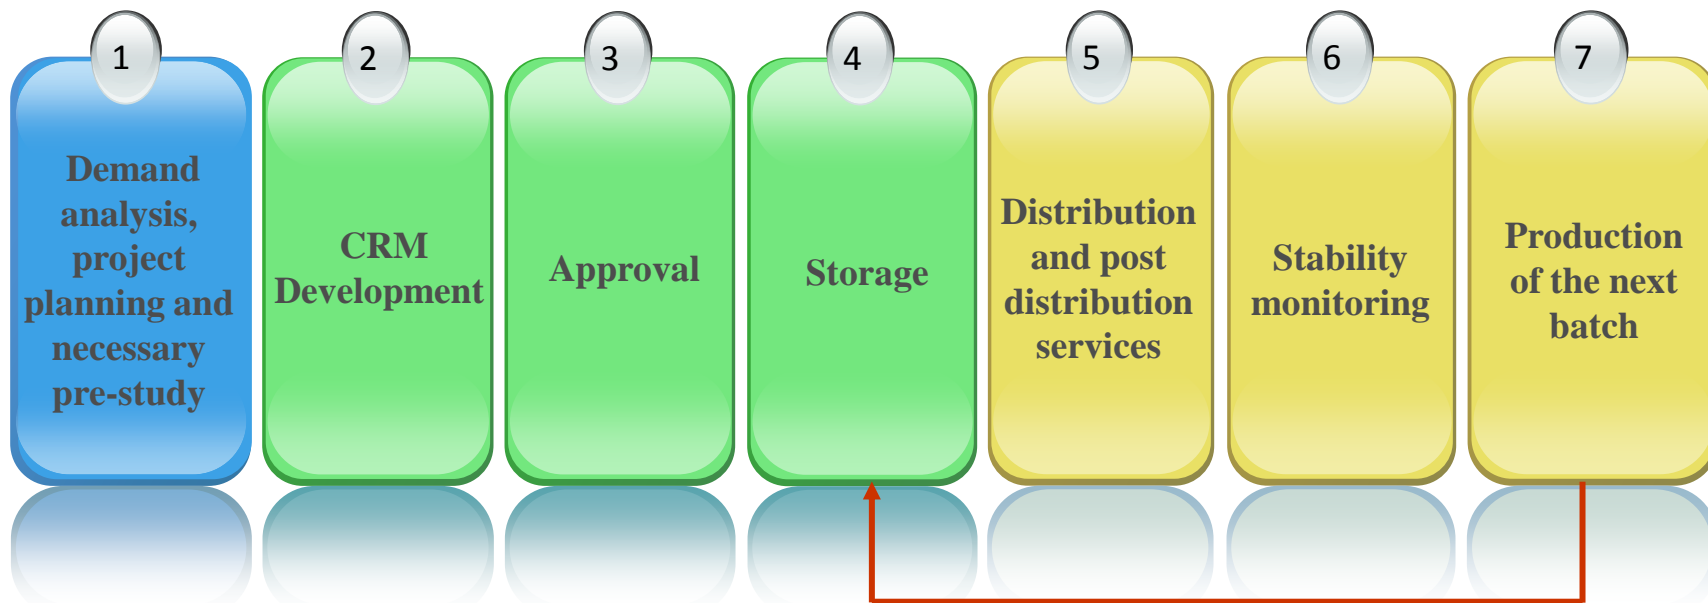 1
Demand
analysis,
project
planning and
necessary
pre-study
2
CRM
Development
3
Approval
4
Storage
5
Distribution
and post
distribution
services
6
Stability
monitoring
7
Production
of the next
batch